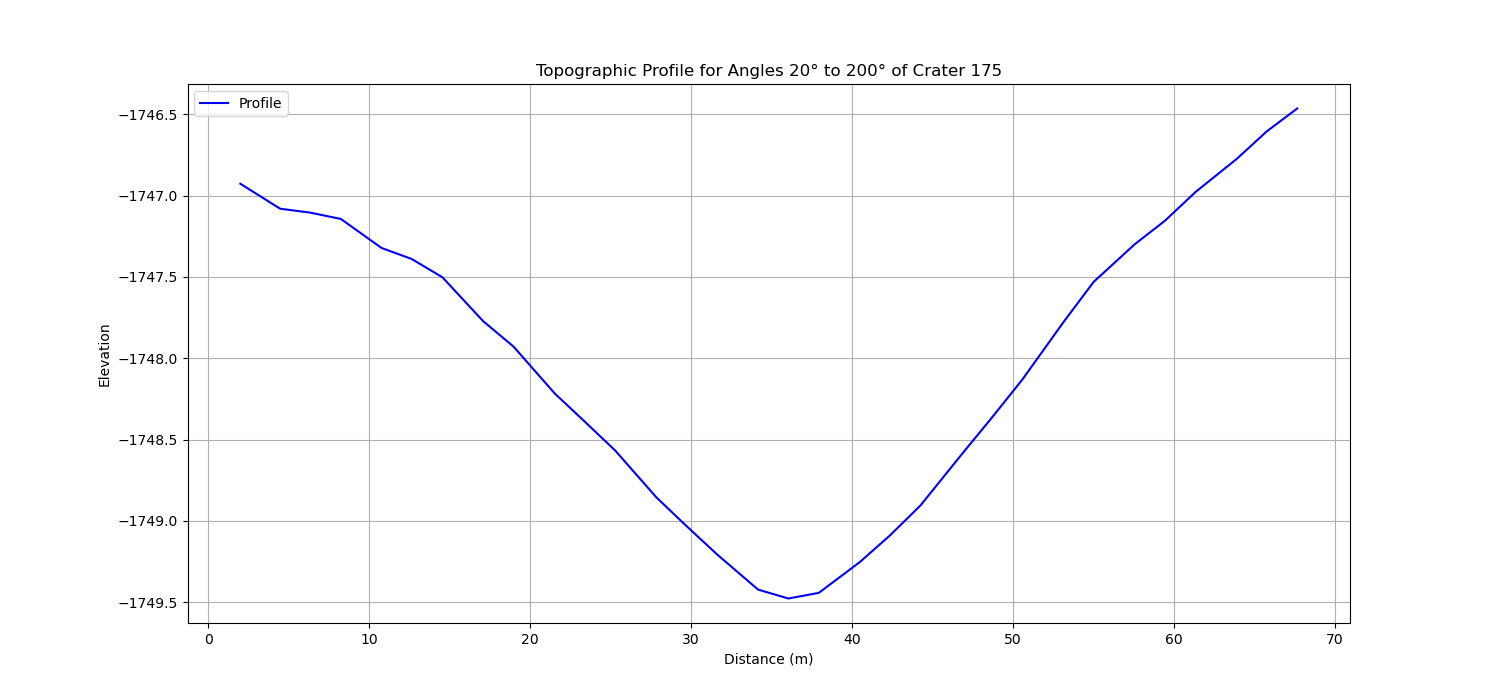 Topographic Profile for Angles 20° to 200° of Crater 175
Profile
−1746.5
−1747.0
−1747.5
−1748.0
−1748.5
−1749.0
−1749.5
Elevation
0 10 20 30 40 50 60 70
Distance (m)